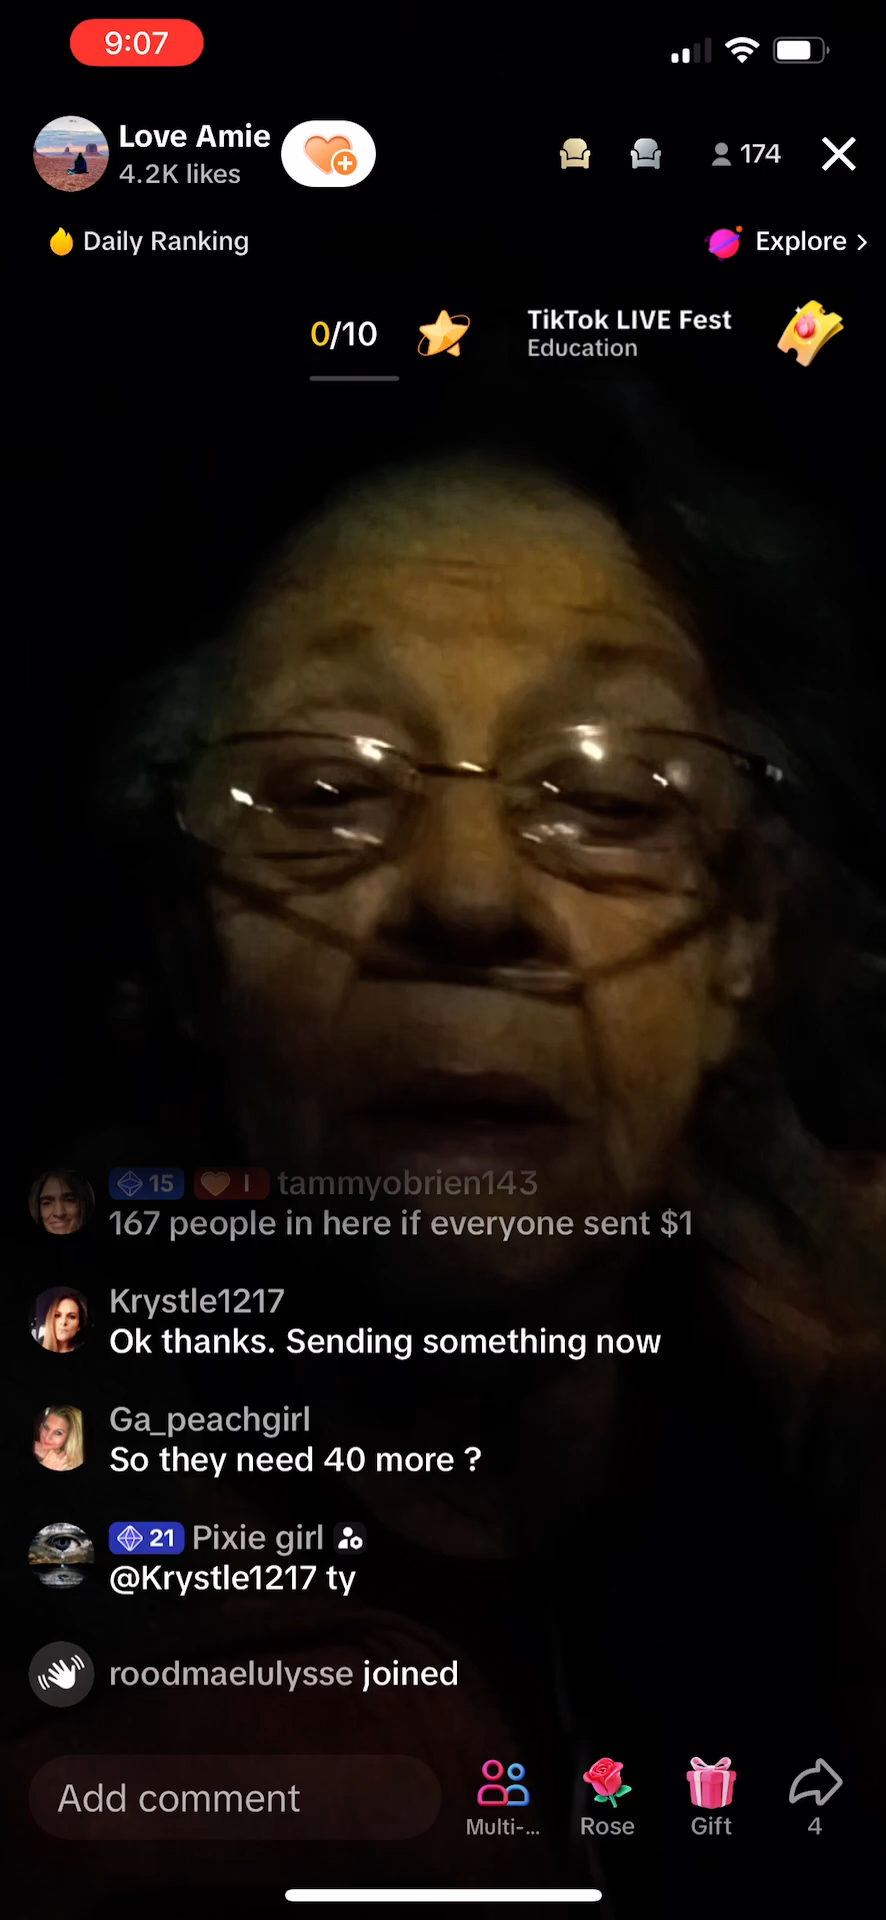 9:07
Love Amie
4.2K likes
174
Daily Ranking
Explore >
0/10
TikTok LIVE Fest
Education
15 I tammyobrien143
167 people in here if everyone sent $1
Krystle1217
Ok thanks. Sending something now
Ga_peachgirl
So they need 40 more ?
21 Pixie girl
@Krystle1217 ty
roodmaelulysse joined
Add comment
Multi-...
Rose
Gift
4